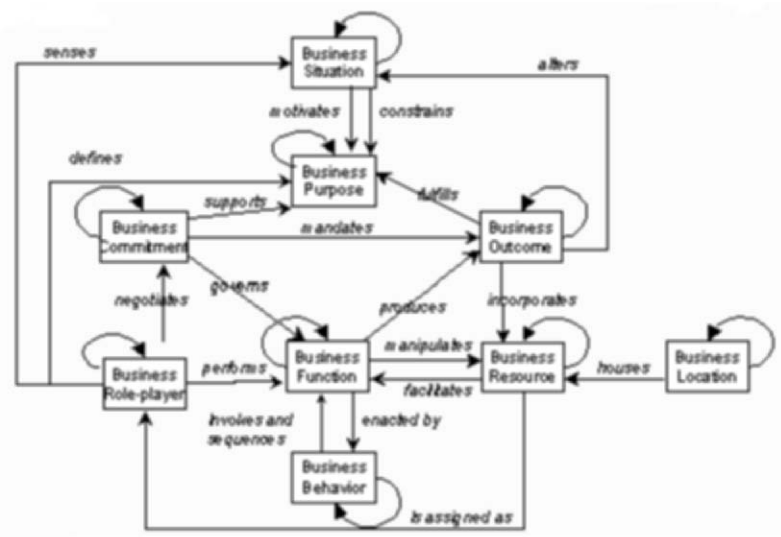 senses
Business
Situation
alters
motivates
constrains
defines
Business
Purpose
supports
fulfills
Business
Commitment
mandates
Business
Outcome
governs
negotiates
produces
incorporates
Business
Role-player
performs
Business
Function
manipulates
facilitates
Business
Resource
houses
Business
Location
Invokes and
sequences
enacted by
Business
Behavior
Is assigned as